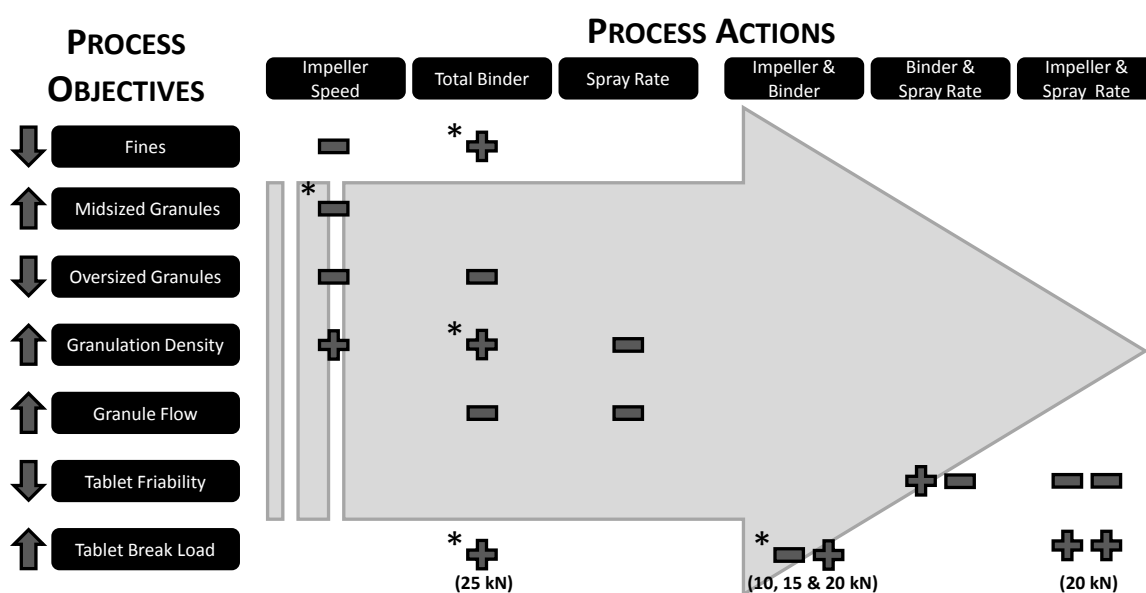 PROCESS ACTIONS
PROCESS
OBJECTIVES
Impeller
Speed
Total Binder
Spray Rate
Impeller &
Binder
Binder &
Spray Rate
Impeller &
Spray Rate
Fines
*
Midsized Granules
*
Oversized Granules
Granulation Density
*
Granule Flow
Tablet Friability
Tablet Break Load
*
*
(25 kN)
(10, 15 & 20 kN)
(20 kN)